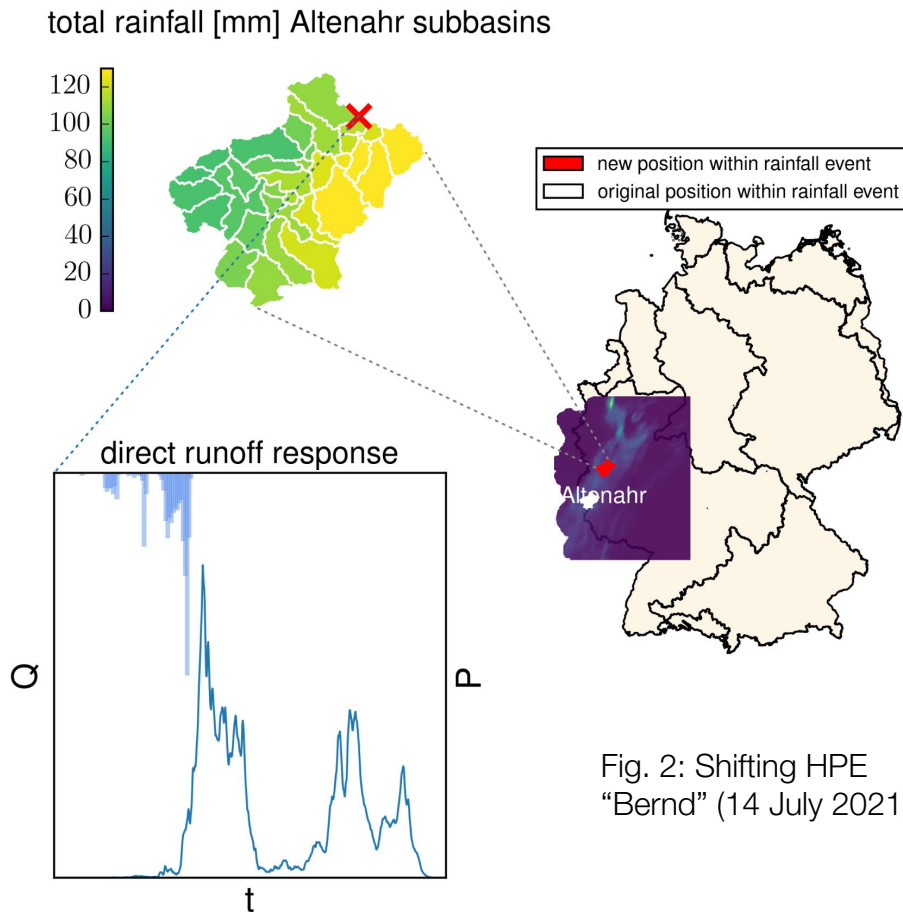 total rainfall [mm] Altenahr subbasins
120
100
80
60
40
20
0
new position within rainfall event
original position within rainfall event
Altenahr
direct runoff response
Q
P
t
Fig. 2: Shifting HPE
“Bernd” (14 July 2021